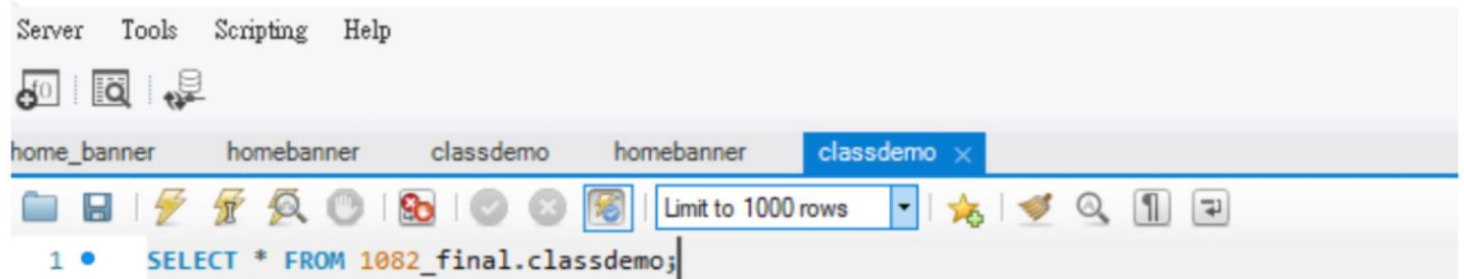 Server Tools Scripting Help
home_banner homebanner classdemo homebanner classdemo
Limit to 1000 rows
1 SELECT * FROM 1082_final.classdemo;